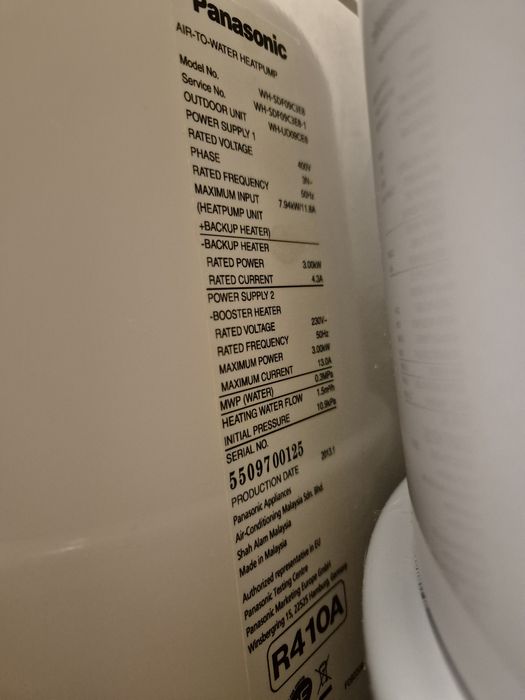 Panasonic
AIR-TO-WATER HEATPUMP
Model No. WH-SDF09C3E8
Service No. WH-SDF09C3E8-1
OUTDOOR UNIT WH-UD09CE8
POWER SUPPLY 1
RATED VOLTAGE 400V
PHASE 3N~
RATED FREQUENCY 50Hz
MAXIMUM INPUT 7.94kW/11.8A
(HEATPUMP UNIT
+BACKUP HEATER)
-BACKUP HEATER
RATED POWER 3.00kW
RATED CURRENT 4.3A
POWER SUPPLY 2
-BOOSTER HEATER
RATED VOLTAGE 230V~
RATED FREQUENCY 50Hz
MAXIMUM POWER 3.00kW
MAXIMUM CURRENT 13.0A
MWP (WATER) 0.3MPa
HEATING WATER FLOW 1.5m³/h
INITIAL PRESSURE 10.9kPa
SERIAL NO.
5509700125
PRODUCTION DATE 2013.1
Panasonic Appliances
Air-Conditioning Malaysia Sdn. Bhd.
Shah Alam Malaysia
Made in Malaysia
Authorized representative in EU
Panasonic Testing Centre
Panasonic Marketing Europe GmbH
Winsbergring 15, 22525 Hamburg, Germany
R410A